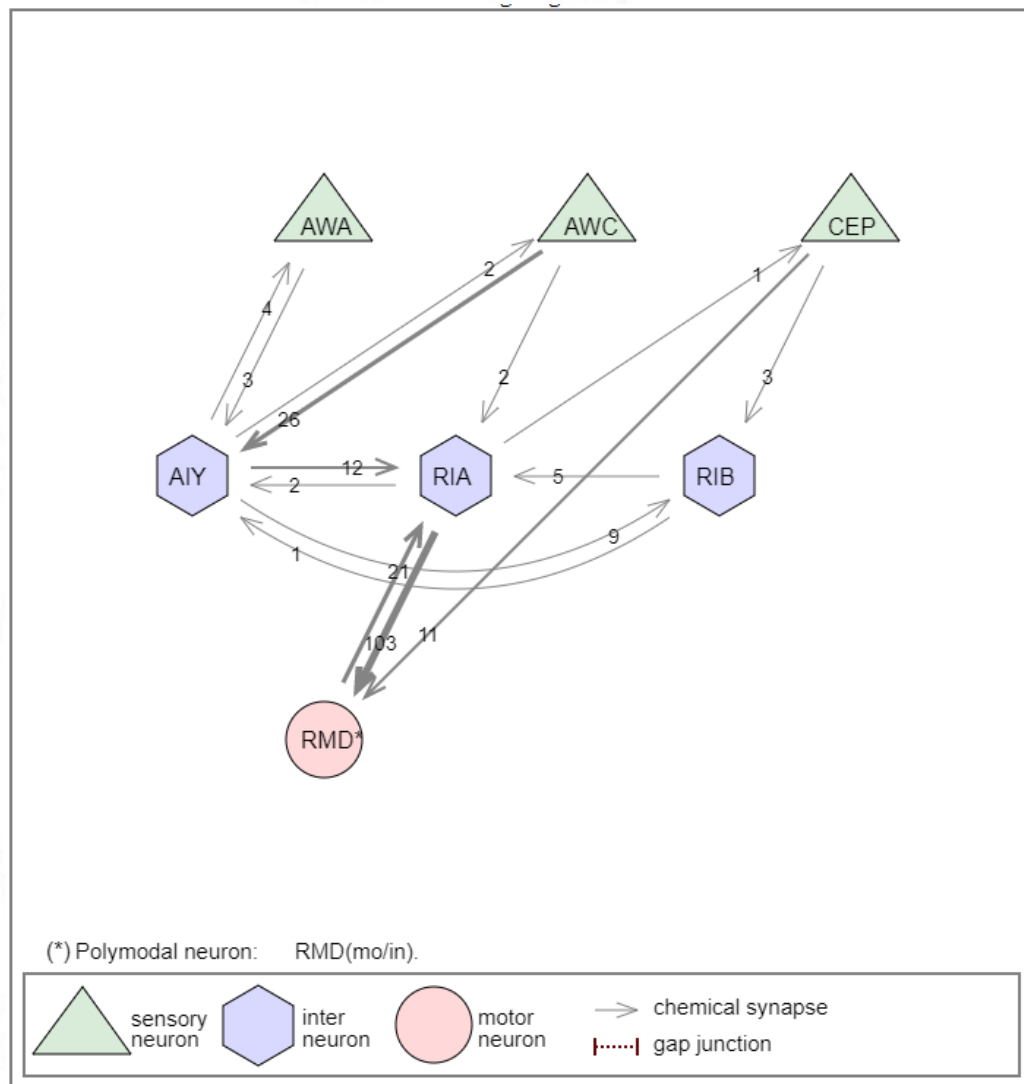 AWA
AWC
CEP
2
1
4
3
2
3
26
AIY
12
2
RIA
5
RIB
1
9
21
103
11
RMD*
(*) Polymodal neuron: RMD(mo/in).
sensory neuron
inter neuron
motor neuron
chemical synapse
gap junction